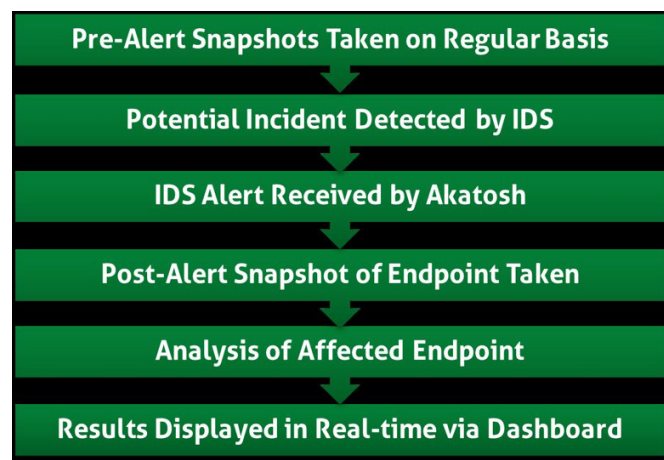 Pre-Alert Snapshots Taken on Regular Basis
Potential Incident Detected by IDS
IDS Alert Received by Akatosh
Post-Alert Snapshot of Endpoint Taken
Analysis of Affected Endpoint
Results Displayed in Real-time via Dashboard